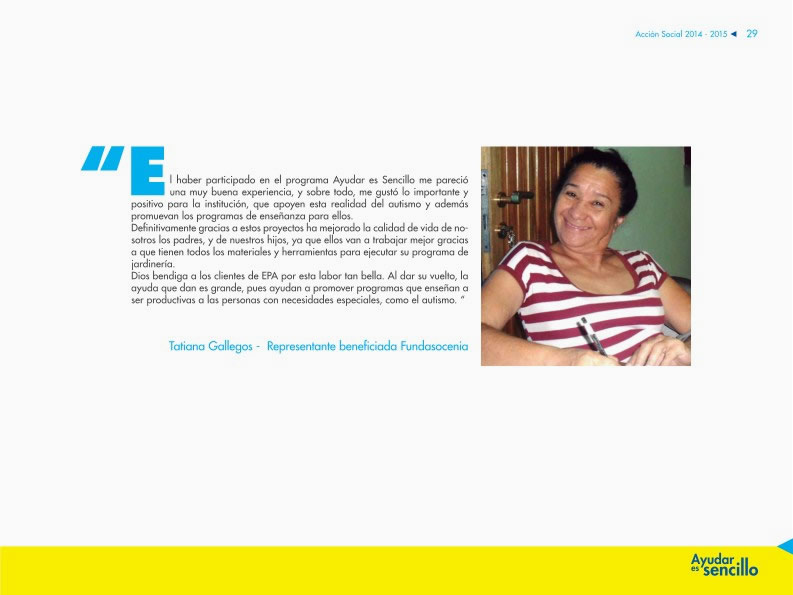 Acción Social 2014 - 2015 29
“El haber participado en el programa Ayudar es Sencillo me pareció
una muy buena experiencia, y sobre todo, me gustó lo importante y
positivo para la institución, que apoyen esta realidad del autismo y además
promuevan los programas de enseñanza para ellos.
Definitivamente gracias a estos proyectos ha mejorado la calidad de vida de no-
sotros los padres, y de nuestros hijos, ya que ellos van a trabajar mejor gracias
a que tienen todos los materiales y herramientas para ejecutar su programa de
jardinería.
Dios bendiga a los clientes de EPA por esta labor tan bella. Al dar su vuelto, la
ayuda que dan es grande, pues ayudan a promover programas que enseñan a
ser productivas a las personas con necesidades especiales, como el autismo. “
Tatiana Gallegos - Representante beneficiada Fundasocenia
Ayudar
es sencillo